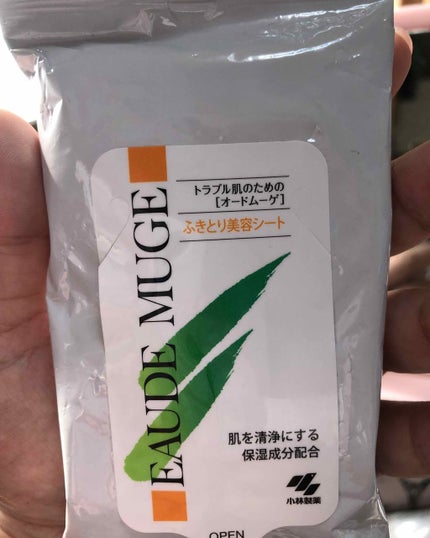 EAUDE MUGE
トラブル肌のための
[オードムーゲ]
ふきとり美容シート
肌を清浄にする
保湿成分配合
小林製薬
OPEN